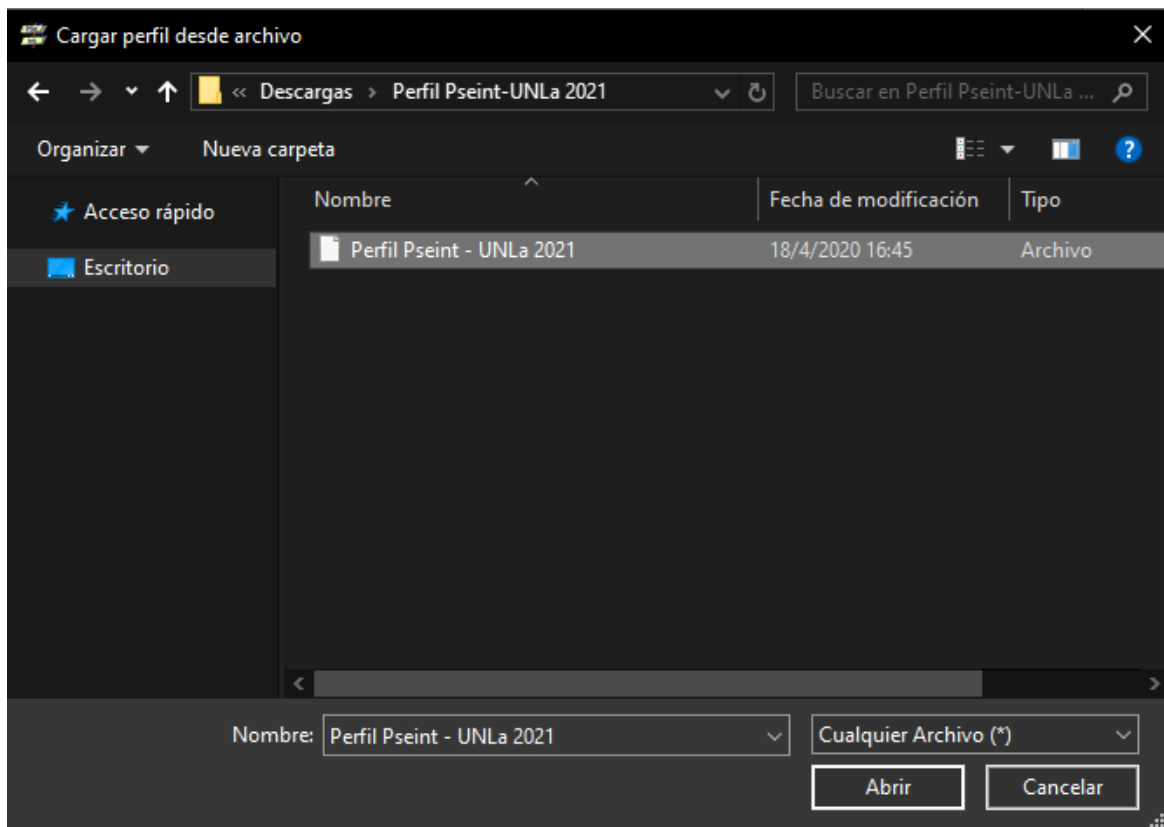 Cargar perfil desde archivo
« Descargas > Perfil Pseint-UNLa 2021
Buscar en Perfil Pseint-UNLa ...
Organizar
Nueva carpeta
?
Acceso rápido
Escritorio
Nombre Fecha de modificación Tipo
Perfil Pseint - UNLa 2021 18/4/2020 16:45 Archivo
Nombre: Perfil Pseint - UNLa 2021 Cualquier Archivo (*)
Abrir Cancelar